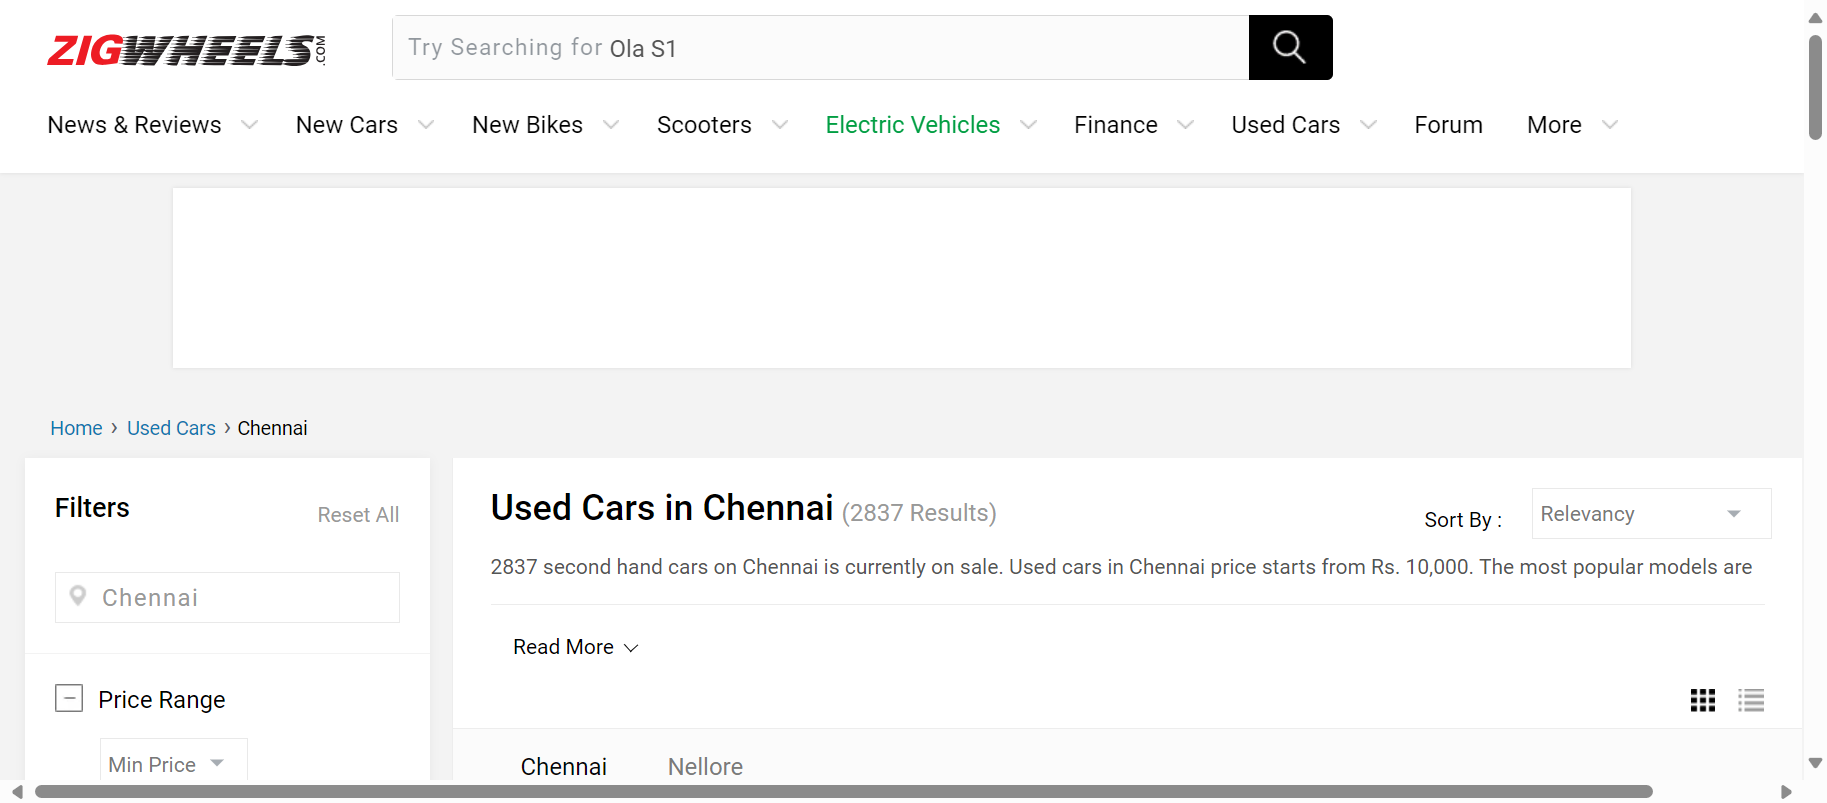 ZIGWHEELS.COM
Try Searching for Ola S1
News & Reviews New Cars New Bikes Scooters Electric Vehicles Finance Used Cars Forum More
Home › Used Cars › Chennai
Filters
Reset All
Chennai
Price Range
Min Price
Used Cars in Chennai (2837 Results)
Sort By :
Relevancy
2837 second hand cars on Chennai is currently on sale. Used cars in Chennai price starts from Rs. 10,000. The most popular models are
Read More
Chennai Nellore